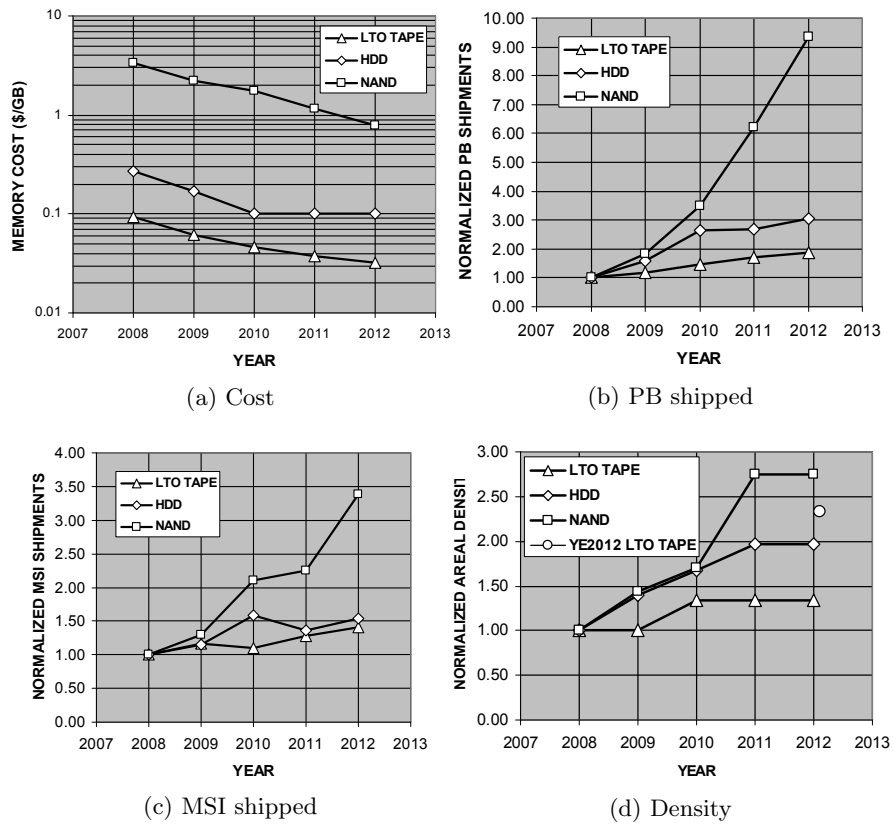 10
1
0.1
0.01
MEMORY COST ($/GB)
LTO TAPE
HDD
NAND
2007 2008 2009 2010 2011 2012 2013
YEAR
(a) Cost
10.00
9.00
8.00
7.00
6.00
5.00
4.00
3.00
2.00
1.00
0.00
NORMALIZED PB SHIPMENTS
LTO TAPE
HDD
NAND
2007 2008 2009 2010 2011 2012 2013
YEAR
(b) PB shipped
4.00
3.50
3.00
2.50
2.00
1.50
1.00
0.50
0.00
NORMALIZED MSI SHIPMENTS
LTO TAPE
HDD
NAND
2007 2008 2009 2010 2011 2012 2013
YEAR
(c) MSI shipped
3.00
2.50
2.00
1.50
1.00
0.50
0.00
NORMALIZED AREAL DENSI
LTO TAPE
HDD
NAND
YE2012 LTO TAPE
2007 2008 2009 2010 2011 2012 2013
YEAR
(d) Density